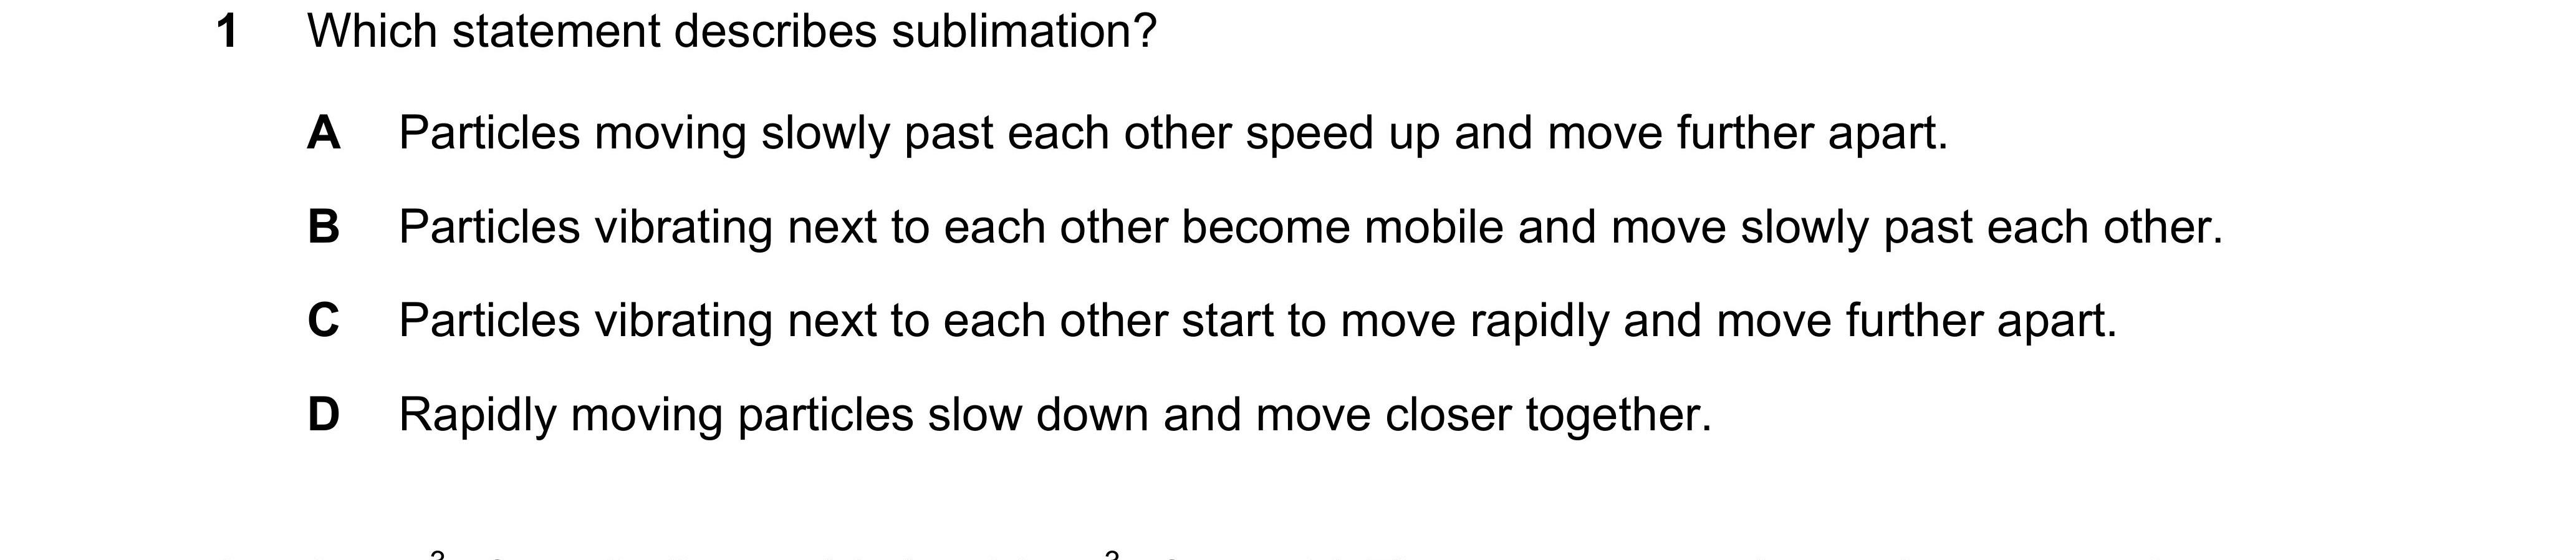 1 Which statement describes sublimation?
A Particles moving slowly past each other speed up and move further apart.
B Particles vibrating next to each other become mobile and move slowly past each other.
C Particles vibrating next to each other start to move rapidly and move further apart.
D Rapidly moving particles slow down and move closer together.